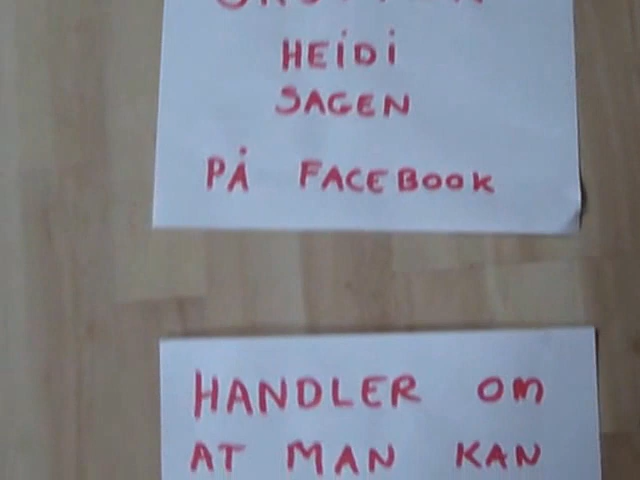 HEIDI
SAGEN
PÅ FACEBOOK
HANDLER OM
AT MAN KAN